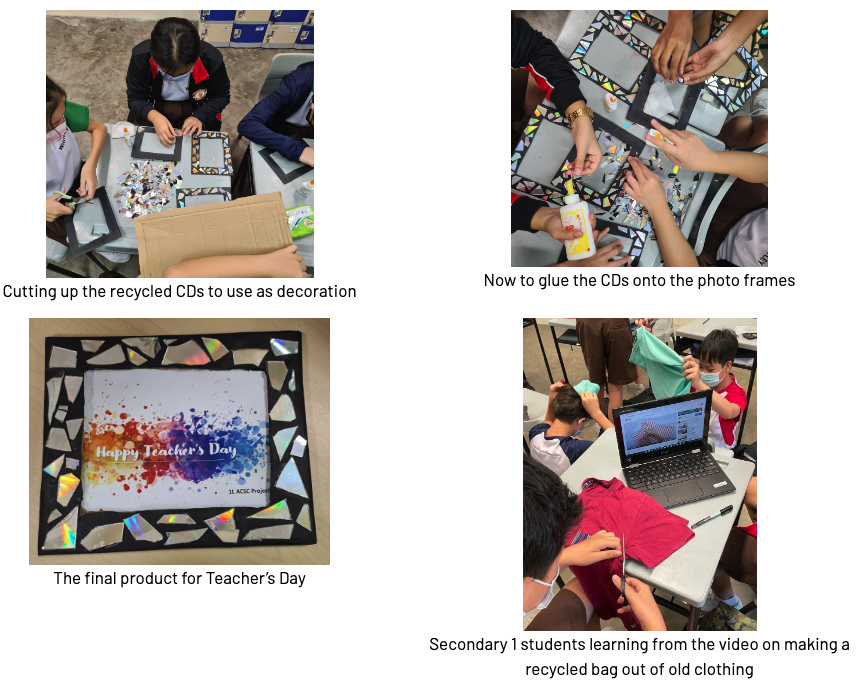 Cutting up the recycled CDs to use as decoration
Now to glue the CDs onto the photo frames
Happy Teacher's Day
1L ACSC Project
The final product for Teacher's Day
Secondary 1 students learning from the video on making a
recycled bag out of old clothing